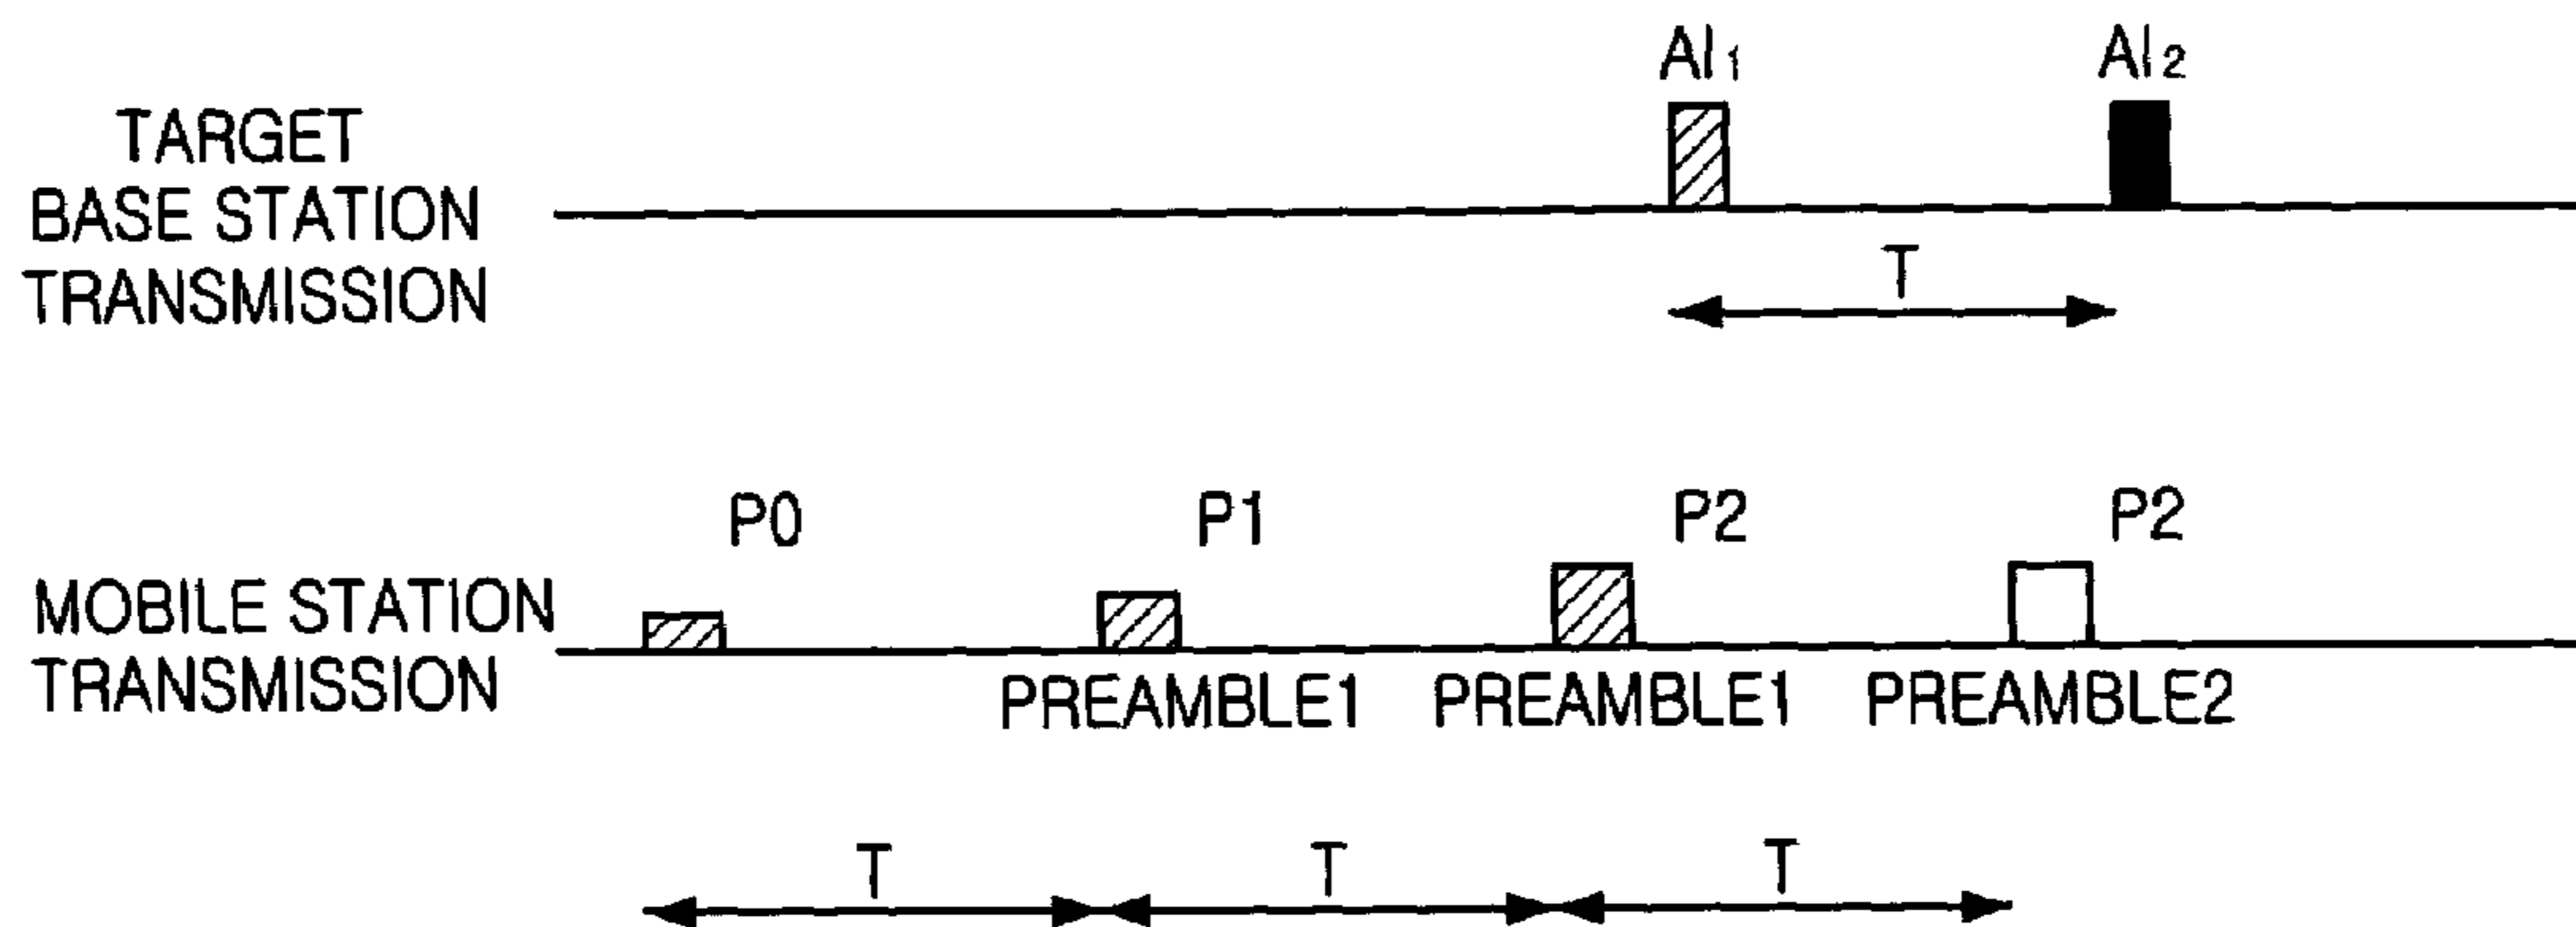 AI1
AI2
TARGET
BASE STATION
TRANSMISSION
T
P0
P1
P2
P2
MOBILE STATION
TRANSMISSION
PREAMBLE1
PREAMBLE1
PREAMBLE2
T
T
T